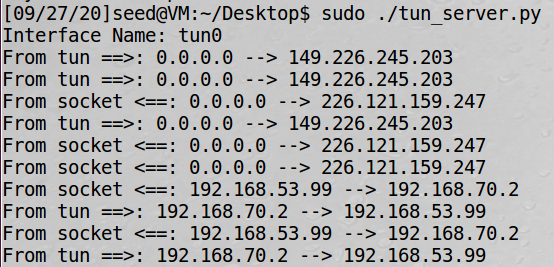 [09/27/20]seed@VM:~/Desktop$ sudo ./tun_server.py
Interface Name: tun0
From tun ==>: 0.0.0.0 --> 149.226.245.203
From tun ==>: 0.0.0.0 --> 149.226.245.203
From socket <==: 0.0.0.0 --> 226.121.159.247
From tun ==>: 0.0.0.0 --> 149.226.245.203
From socket <==: 0.0.0.0 --> 226.121.159.247
From socket <==: 0.0.0.0 --> 226.121.159.247
From socket <==: 192.168.53.99 --> 192.168.70.2
From tun ==>: 192.168.70.2 --> 192.168.53.99
From socket <==: 192.168.53.99 --> 192.168.70.2
From tun ==>: 192.168.70.2 --> 192.168.53.99